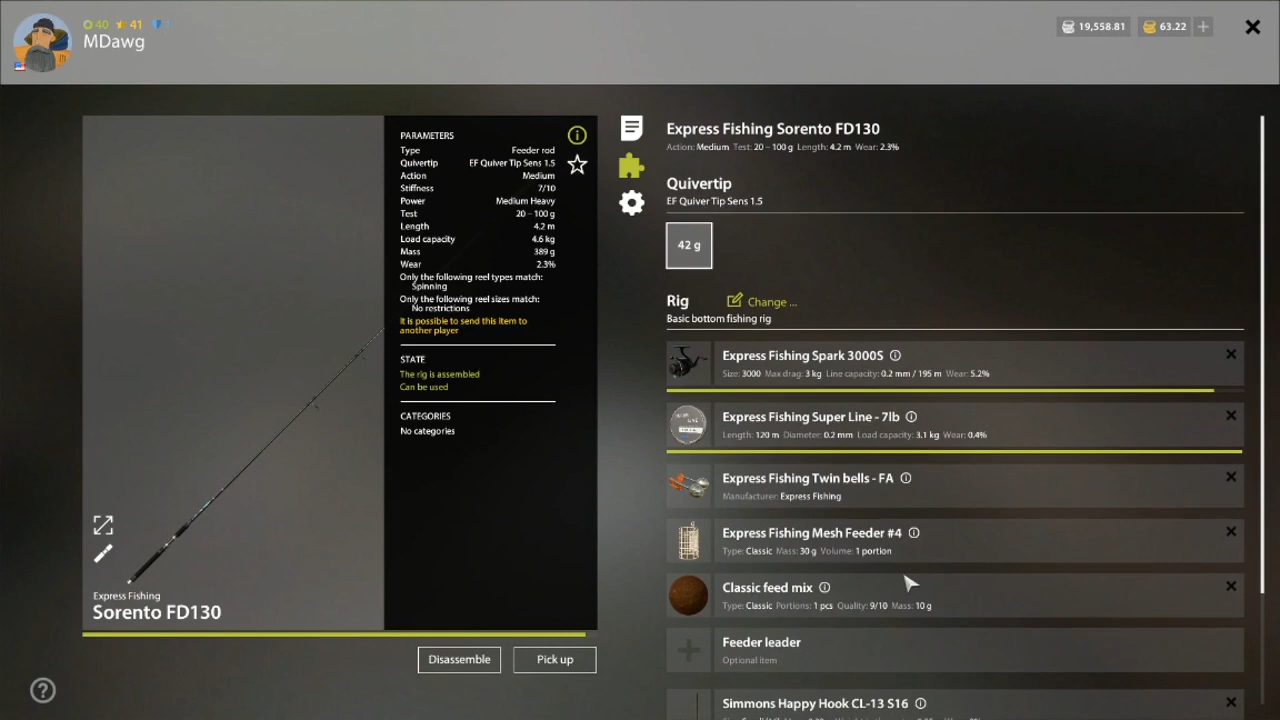 40 41
MDawg
19,558.81 63.22 +
PARAMETERS
Type Feeder rod
Quivertip EF Quiver Tip Sens 1.5
Action Medium
Stiffness 7/10
Power Medium Heavy
Test 20 – 100 g
Length 4.2 m
Load capacity 4.6 kg
Mass 389 g
Wear 2.3%
Only the following reel types match:
Spinning
Only the following reel sizes match:
No restrictions
It is possible to send this item to
another player
STATE
The rig is assembled
Can be used
CATEGORIES
No categories
Express Fishing
Sorento FD130
Disassemble
Pick up
?
Express Fishing Sorento FD130
Action: Medium Test: 20 – 100 g Length: 4.2 m Wear: 2.3%
Quivertip
EF Quiver Tip Sens 1.5
42 g
Rig Change ...
Basic bottom fishing rig
Express Fishing Spark 3000S
Size: 3000 Max drag: 3 kg Line capacity: 0.2 mm / 195 m Wear: 5.2%
Express Fishing Super Line - 7lb
Length: 120 m Diameter: 0.2 mm Load capacity: 3.1 kg Wear: 0.4%
Express Fishing Twin bells - FA
Manufacturer: Express Fishing
Express Fishing Mesh Feeder #4
Type: Classic Mass: 30 g Volume: 1 portion
Classic feed mix
Type: Classic Portions: 1 pcs Quality: 9/10 Mass: 10 g
Feeder leader
Optional item
Simmons Happy Hook CL-13 S16